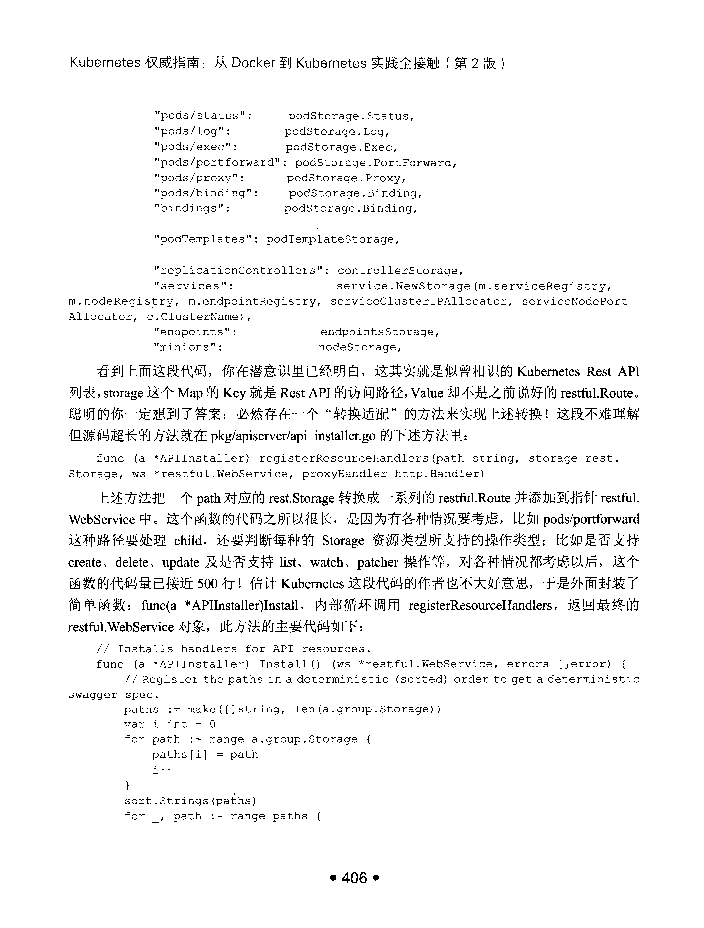 Kubernetes 权威指南：从 Docker 到 Kubernetes 实践全接触（第 2 版）
"pods/status": podStorage.Status,
"pods/log": podStorage.Log,
"pods/exec": podStorage.Exec,
"pods/portforward": podStorage.PortForward,
"pods/proxy": podStorage.Proxy,
"pods/binding": podStorage.Binding,
"bindings": podStorage.Binding,
"podTemplates": podTemplateStorage,
"replicationControllers": controllerStorage,
"services": service.NewStorage(m.serviceRegistry,
m.nodeRegistry, m.endpointRegistry, serviceClusterIPAllocator, serviceNodePort
Allocator, c.ClusterName),
"endpoints": endpointsStorage,
"minions": nodeStorage,
看到上面这段代码，你在潜意识里已经明白，这其实就是似曾相识的 Kubernetes Rest API
列表，storage 这个 Map 的 Key 就是 Rest API 的访问路径，Value 却不是之前说好的 restful.Route。
聪明的你一定想到了答案：必然存在一个“转换适配”的方法来实现上述转换！这段不难理解
但源码超长的方法就在 pkg/apiserver/api_installer.go 的下述方法里：
func (a *APIInstaller) registerResourceHandlers(path string, storage rest.
Storage, ws *restful.WebService, proxyHandler http.Handler)
上述方法把一个 path 对应的 rest.Storage 转换成一系列的 restful.Route 并添加到指针 restful.
WebService 中。这个函数的代码之所以很长，是因为有各种情况要考虑，比如 pods/portforward
这种路径要处理 child，还要判断每种的 Storage 资源类型所支持的操作类型：比如是否支持
create、delete、update 及是否支持 list、watch、patcher 操作等，对各种情况都考虑以后，这个
函数的代码量已接近 500 行！估计 Kubernetes 这段代码的作者也不大好意思，于是外面封装了
简单函数：func(a *APIInstaller)Install，内部循环调用 registerResourceHandlers，返回最终的
restful.WebService 对象，此方法的主要代码如下：
// Installs handlers for API resources.
func (a *APIInstaller) Install() (ws *restful.WebService, errors []error) {
// Register the paths in a deterministic (sorted) order to get a deterministic
swagger spec.
paths := make([]string, len(a.group.Storage))
var i int = 0
for path := range a.group.Storage {
paths[i] = path
i++
}
sort.Strings(paths)
for _, path := range paths {
• 406 •